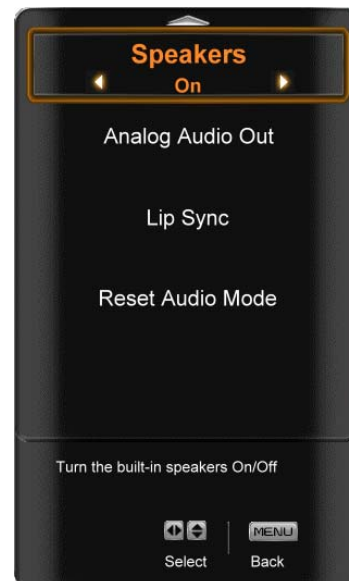 Speakers
On
Analog Audio Out
Lip Sync
Reset Audio Mode
Turn the built-in speakers On/Off
MENU
Select
Back